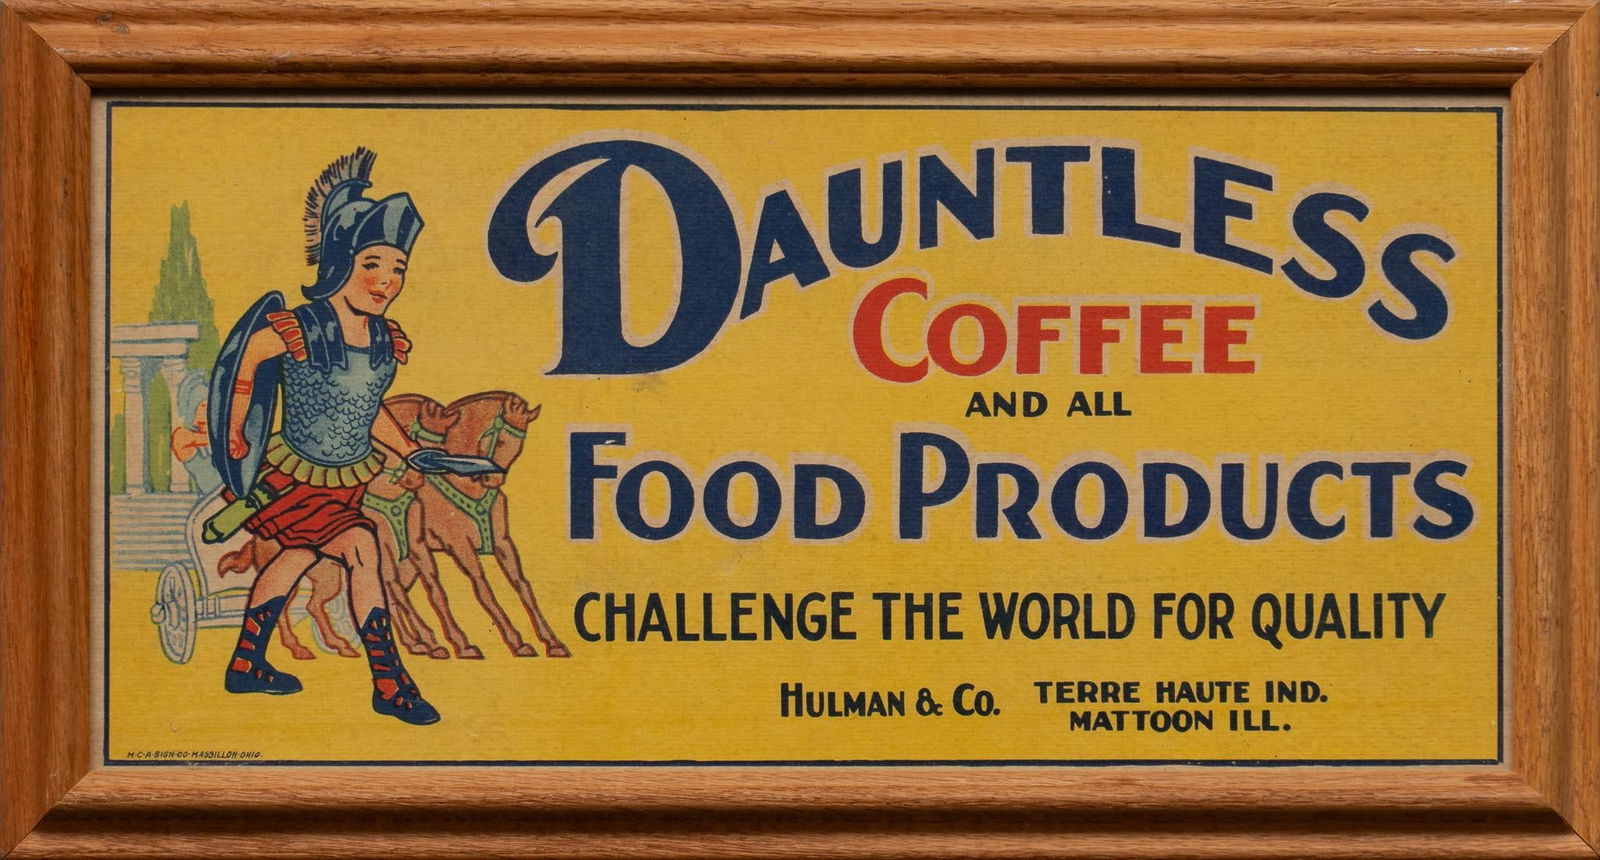 DAUNTLESS
COFFEE
AND ALL
FOOD PRODUCTS
CHALLENGE THE WORLD FOR QUALITY
HULMAN & CO. TERRE HAUTE IND.
MATTOON ILL.
M-C-A-SIGN-CO-MASSILLON-OHIO.